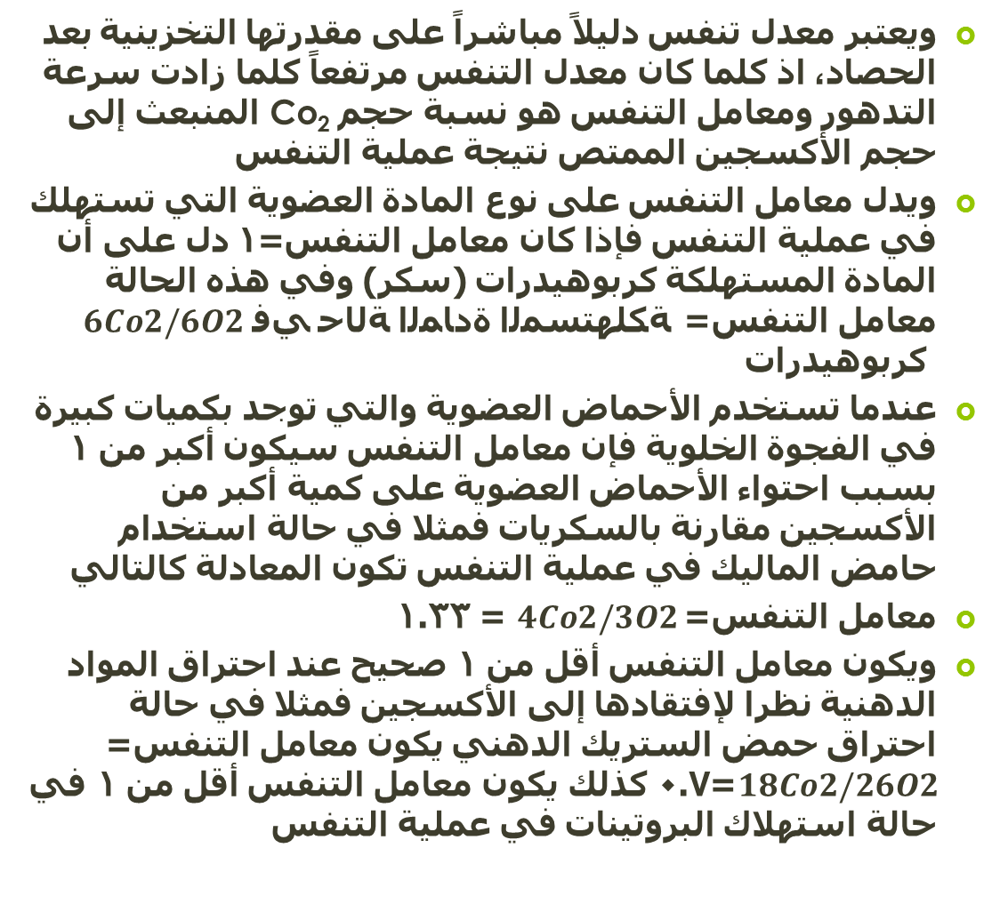 ويعتبر معدل تنفس دليلاً مباشراً على مقدرتها التخزينية بعد
الحصاد، اذ كلما كان معدل التنفس مرتفعاً كلما زادت سرعة
التدهور ومعامل التنفس هو نسبة حجم Co₂ المنبعث إلى
حجم الأكسجين الممتص نتيجة عملية التنفس
ويدل معامل التنفس على نوع المادة العضوية التي تستهلك
في عملية التنفس فإذا كان معامل التنفس=١ دل على أن
المادة المستهلكة كربوهيدرات (سكر) وفي هذه الحالة
معامل التنفس= ةكلهتسملا ةداملا ةلاح يف 6Co2/6O2
كربوهيدرات
عندما تستخدم الأحماض العضوية والتي توجد بكميات كبيرة
في الفجوة الخلوية فإن معامل التنفس سيكون أكبر من ١
بسبب احتواء الأحماض العضوية على كمية أكبر من
الأكسجين مقارنة بالسكريات فمثلا في حالة استخدام
حامض الماليك في عملية التنفس تكون المعادلة كالتالي
معامل التنفس= 4Co2/3O2 = ١.٣٣
ويكون معامل التنفس أقل من ١ صحيح عند احتراق المواد
الدهنية نظرا لإفتقادها إلى الأكسجين فمثلا في حالة
احتراق حمض الستريك الدهني يكون معامل التنفس=
18Co2/26O2=٠.٧ كذلك يكون معامل التنفس أقل من ١ في
حالة استهلاك البروتينات في عملية التنفس